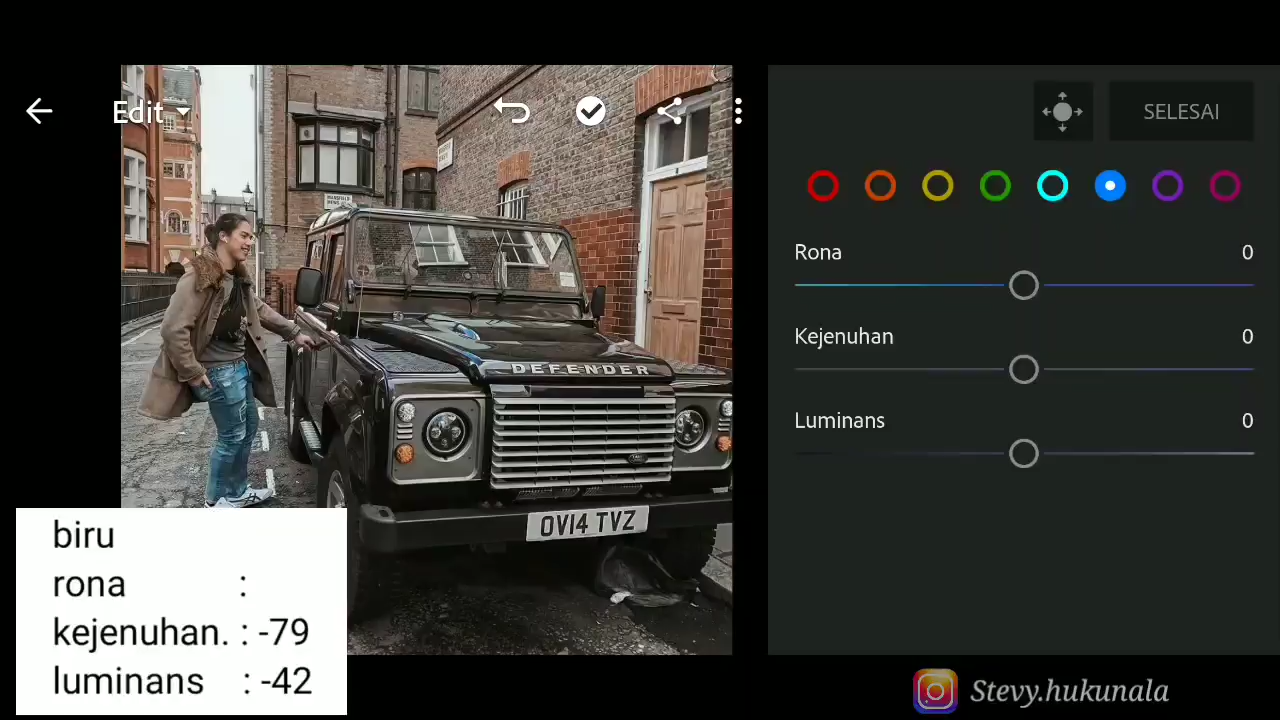 Edit
SELESAI
Rona 0
Kejenuhan 0
Luminans 0
DEFENDER
OV14 TVZ
biru
rona :
kejenuhan. : -79
luminans : -42
Stevy.hukunala